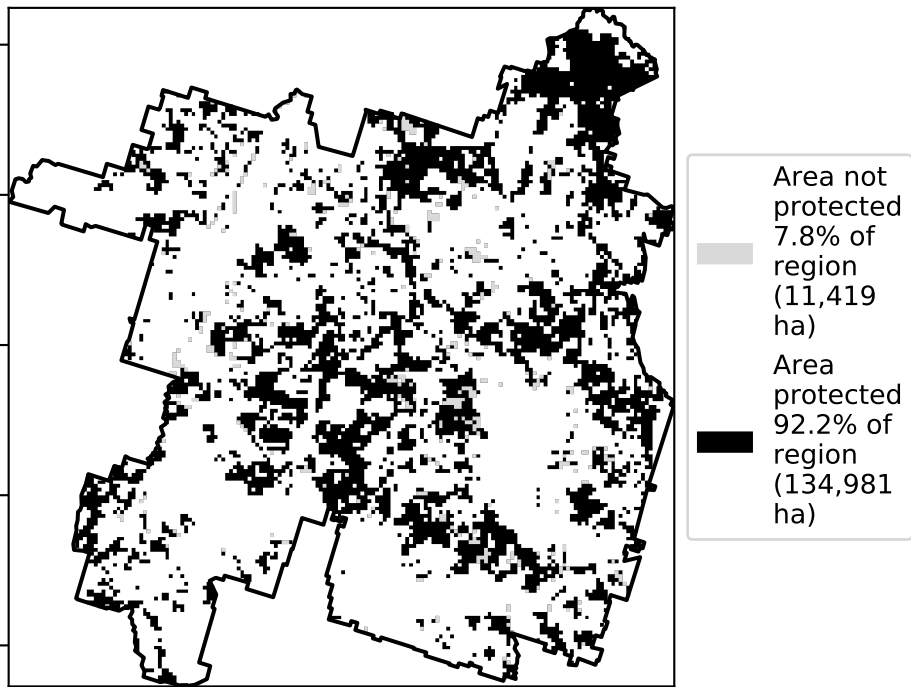 Area not
protected
7.8% of
region
(11,419
ha)
Area
protected
92.2% of
region
(134,981
ha)